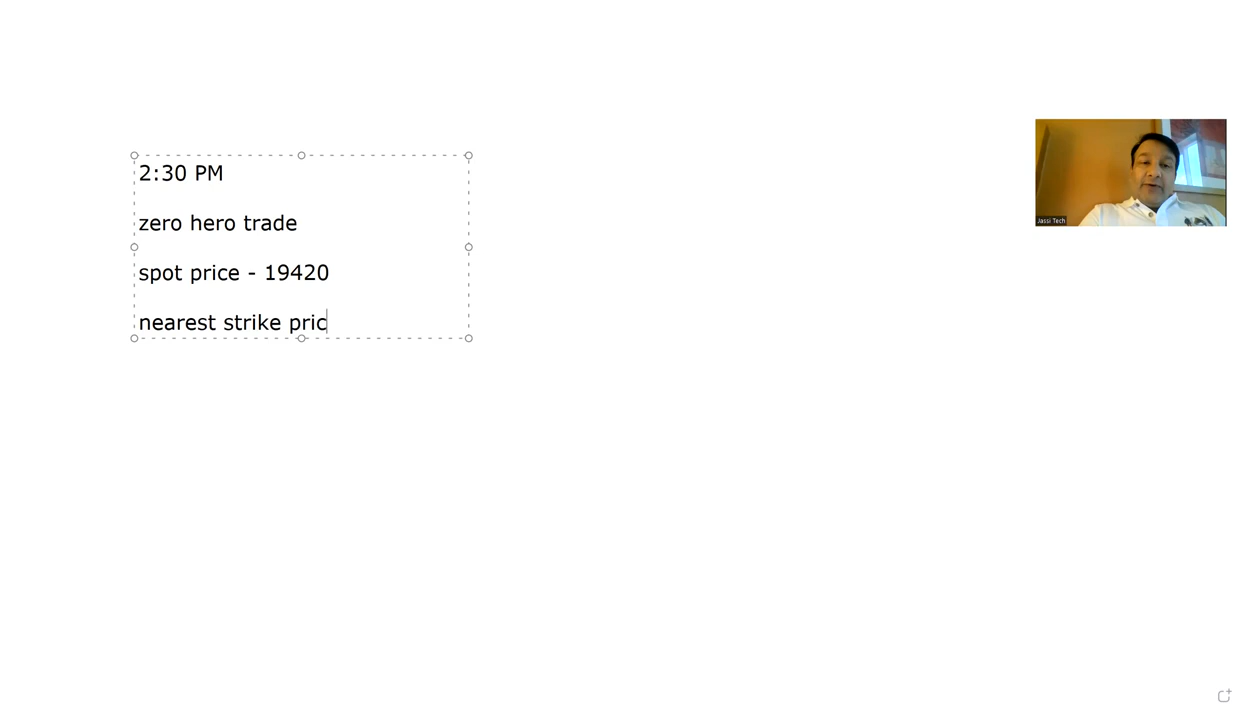 2:30 PM
zero hero trade
spot price - 19420
nearest strike pric
Jassi Tech